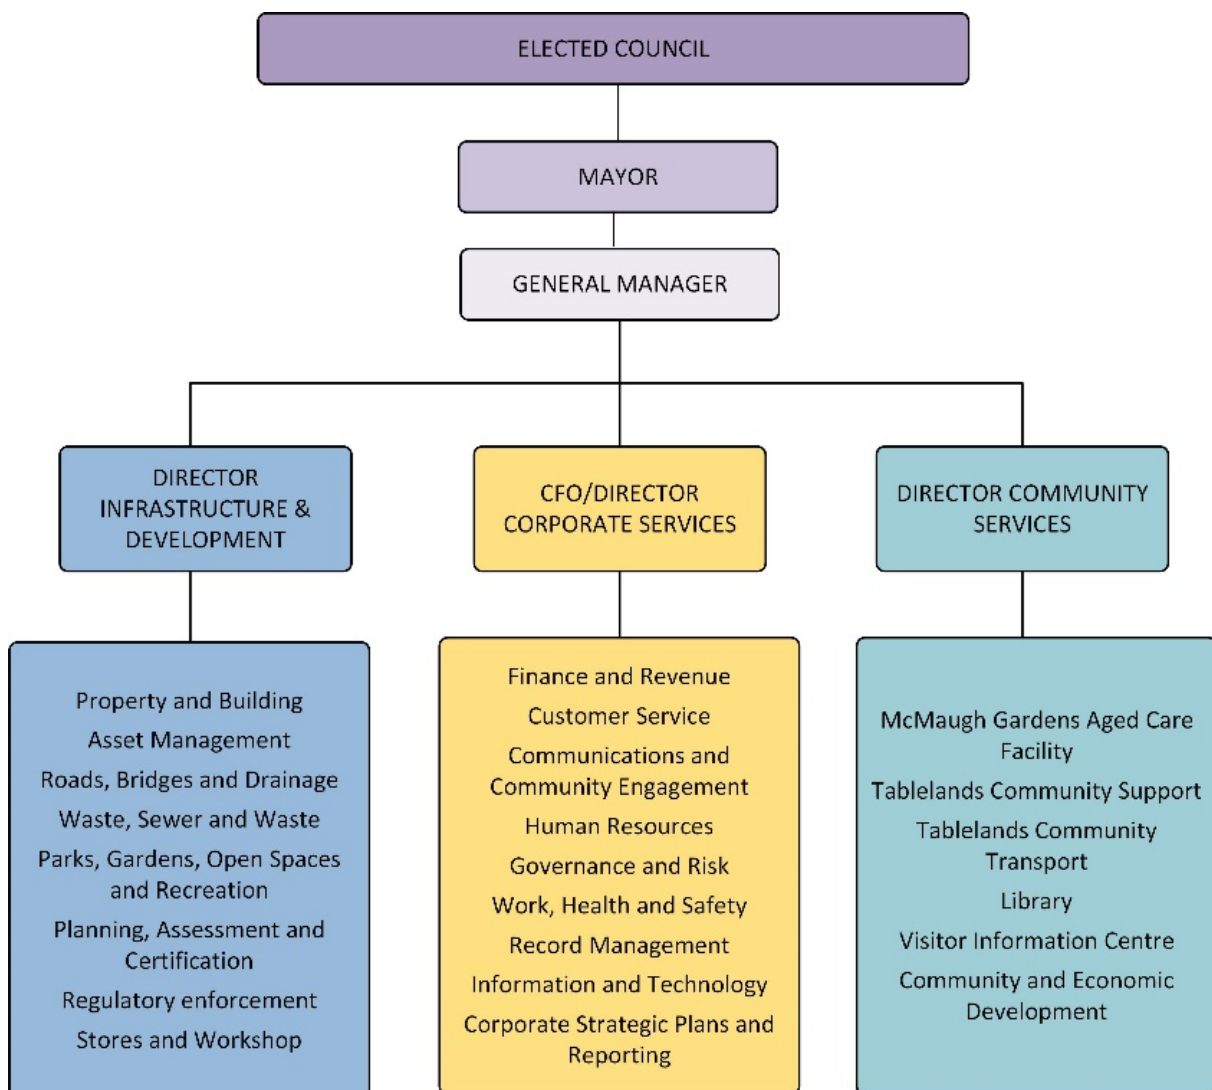 ELECTED COUNCIL
MAYOR
GENERAL MANAGER
DIRECTOR
INFRASTRUCTURE &
DEVELOPMENT
CFO/DIRECTOR
CORPORATE SERVICES
DIRECTOR COMMUNITY
SERVICES
Property and Building
Asset Management
Roads, Bridges and Drainage
Waste, Sewer and Waste
Parks, Gardens, Open Spaces
and Recreation
Planning, Assessment and
Certification
Regulatory enforcement
Stores and Workshop
Finance and Revenue
Customer Service
Communications and
Community Engagement
Human Resources
Governance and Risk
Work, Health and Safety
Record Management
Information and Technology
Corporate Strategic Plans and
Reporting
McMaugh Gardens Aged Care
Facility
Tablelands Community Support
Tablelands Community
Transport
Library
Visitor Information Centre
Community and Economic
Development